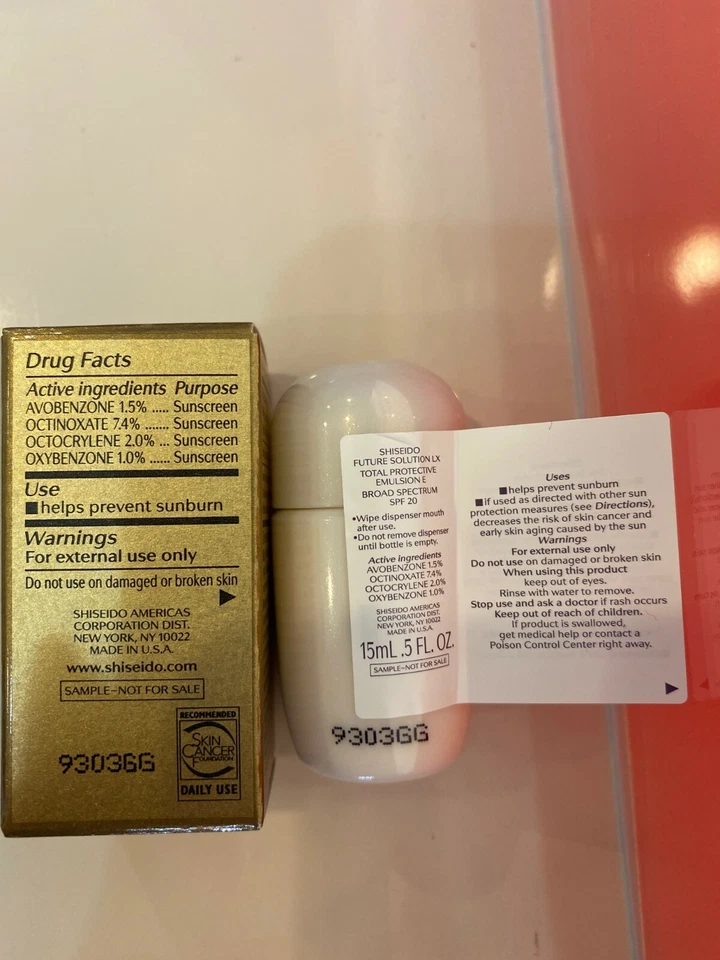 Drug Facts
Active ingredients Purpose
AVOBENZONE 1.5% ..... Sunscreen
OCTINOXATE 7.4% ....... Sunscreen
OCTOCRYLENE 2.0% ... Sunscreen
OXYBENZONE 1.0% ...... Sunscreen
Use
■helps prevent sunburn
Warnings
For external use only
Do not use on damaged or broken skin
SHISEIDO AMERICAS
CORPORATION DIST.
NEW YORK, NY 10022
MADE IN U.S.A.
www.shiseido.com
SAMPLE-NOT FOR SALE
9303GG
RECOMMENDED
SKIN
CANCER
FOUNDATION
DAILY USE
SHISEIDO
FUTURE SOLUTION LX
TOTAL PROTECTIVE
EMULSION E
BROAD SPECTRUM
SPF 20
•Wipe dispenser mouth
after use.
•Do not remove dispenser
until bottle is empty.
Active ingredients
AVOBENZONE 1.5%
OCTINOXATE 7.4%
OCTOCRYLENE 2.0%
OXYBENZONE 1.0%
SHISEIDO AMERICAS
CORPORATION DIST.
NEW YORK, NY 10022
MADE IN U.S.A.
15mL .5 FL. OZ.
SAMPLE-NOT FOR SALE
9303GG
Uses
■helps prevent sunburn
■if used as directed with other sun
protection measures (see Directions),
decreases the risk of skin cancer and
early skin aging caused by the sun
Warnings
For external use only
Do not use on damaged or broken skin
When using this product
keep out of eyes.
Rinse with water to remove.
Stop use and ask a doctor if rash occurs
Keep out of reach of children.
If product is swallowed,
get medical help or contact a
Poison Control Center right away.